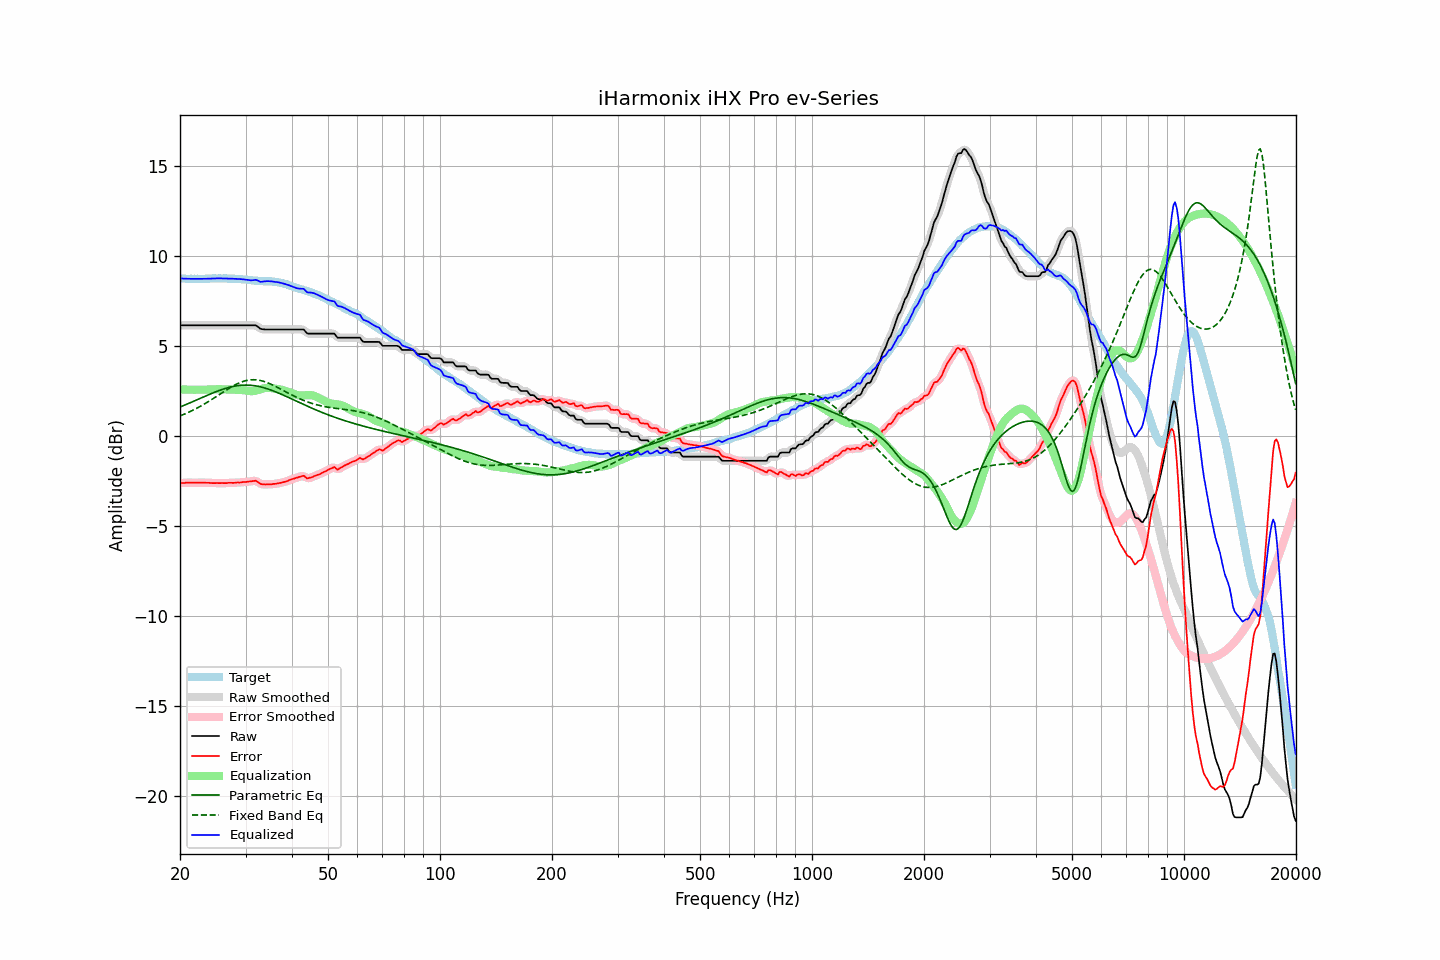 iHarmonix iHX Pro ev-Series
Amplitude (dBr)
15
10
5
0
−5
−10
−15
−20
Target
Raw Smoothed
Error Smoothed
Raw
Error
Equalization
Parametric Eq
Fixed Band Eq
Equalized
20 50 100 200 500 1000 2000 5000 10000 20000
Frequency (Hz)